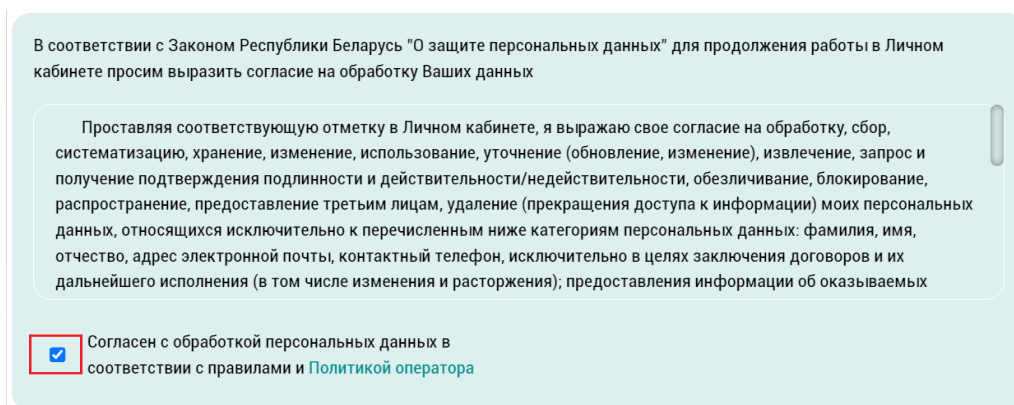 В соответствии с Законом Республики Беларусь "О защите персональных данных" для продолжения работы в Личном
кабинете просим выразить согласие на обработку Ваших данных
Проставляя соответствующую отметку в Личном кабинете, я выражаю свое согласие на обработку, сбор,
систематизацию, хранение, изменение, использование, уточнение (обновление, изменение), извлечение, запрос и
получение подтверждения подлинности и действительности/недействительности, обезличивание, блокирование,
распространение, предоставление третьим лицам, удаление (прекращения доступа к информации) моих персональных
данных, относящихся исключительно к перечисленным ниже категориям персональных данных: фамилия, имя,
отчество, адрес электронной почты, контактный телефон, исключительно в целях заключения договоров и их
дальнейшего исполнения (в том числе изменения и расторжения); предоставления информации об оказываемых
Согласен с обработкой персональных данных в
соответствии с правилами и Политикой оператора